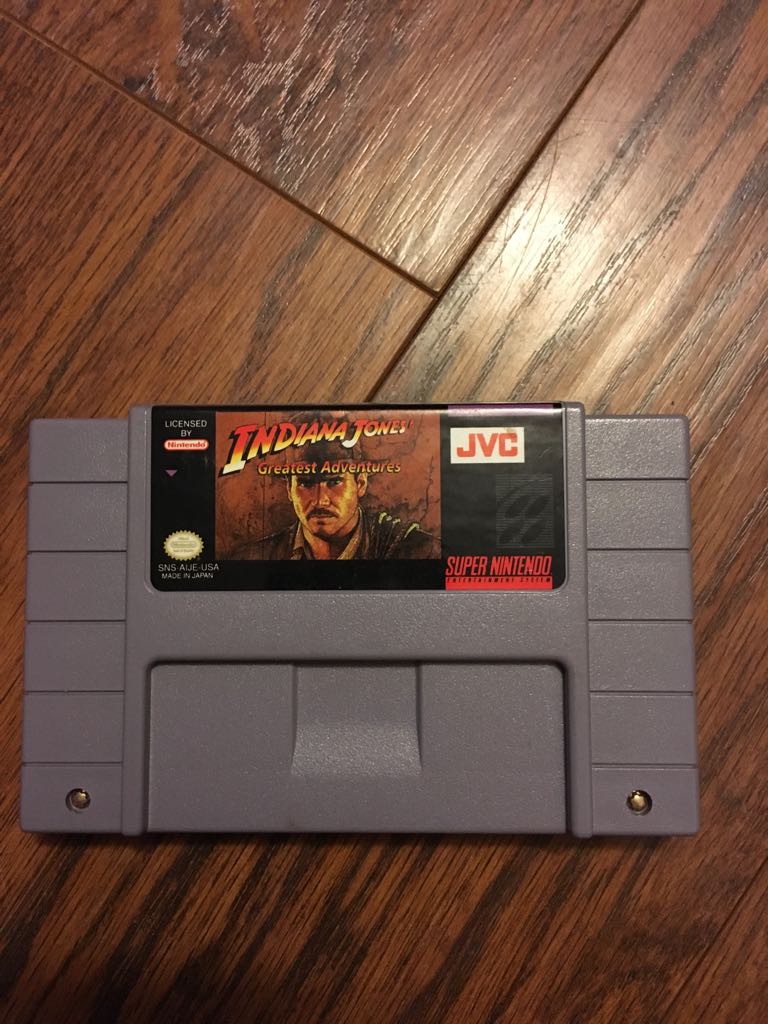 LICENSED
BY
Nintendo
INDIANA JONES'
Greatest Adventures
JVC
SNS-AIJE-USA
MADE IN JAPAN
SUPER NINTENDO
ENTERTAINMENT SYSTEM